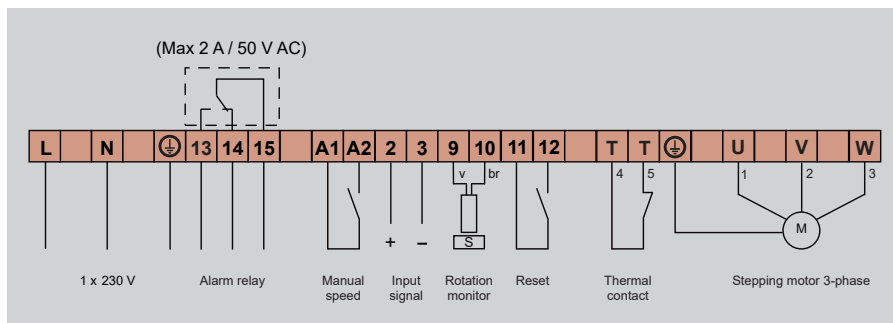 (Max 2 A / 50 V AC)
L N 13 14 15 A1 A2 2 3 9 10 11 12 T T U V W
v br 4 5 1 2 3
S M
+ –
1 x 230 V Alarm relay Manual speed Input signal Rotation monitor Reset Thermal contact Stepping motor 3-phase